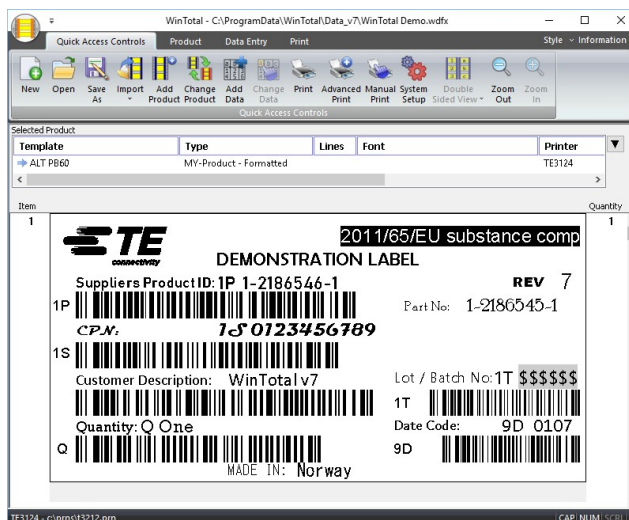 WinTotal - C:\ProgramData\WinTotal\Data_v7\WinTotal Demo.wdfx
Quick Access Controls Product Data Entry Print Style Information
New Open Save As Import Add Product Change Product Add Data Change Data Print Advanced Print Manual Print System Setup Double Sided View Zoom Out Zoom In
Quick Access Controls
Selected Product
Template Type Lines Font Printer
ALT PB60 MY-Product - Formatted TE3124
Item Quantity
1 1
TE connectivity
2011/65/EU substance comp
DEMONSTRATION LABEL
Suppliers Product ID: 1P 1-2186546-1 REV 7
1P Part No: 1-2186545-1
CPN: 1S 0123456789
1S
Customer Description: WinTotal v7 Lot / Batch No: 1T $$$$$$
1T
Quantity: Q One Date Code: 9D 0107
Q 9D
MADE IN: Norway
TE3124 - c:\prns\t3212.prn CAP NUM SCRL